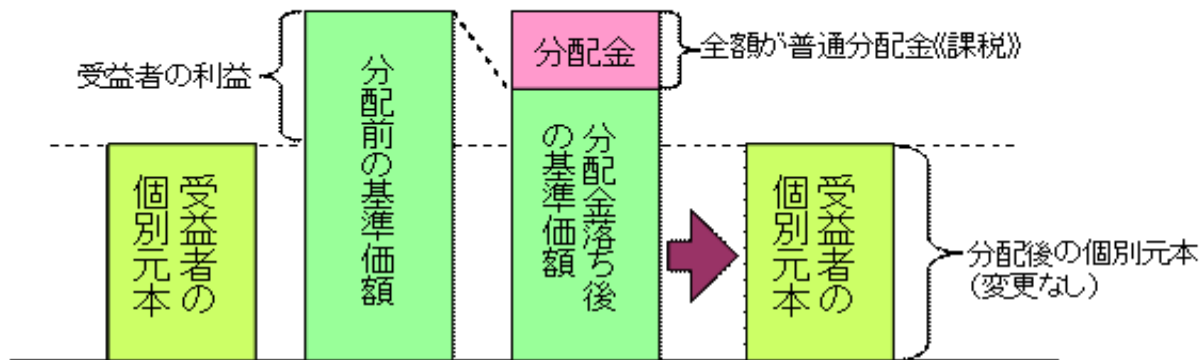 受益者の利益
分配前の基準価額
分配金
全額が普通分配金《課税》
分配金落ち後
の基準価額
受益者の
個別元本
受益者の
個別元本
分配後の個別元本
(変更なし)